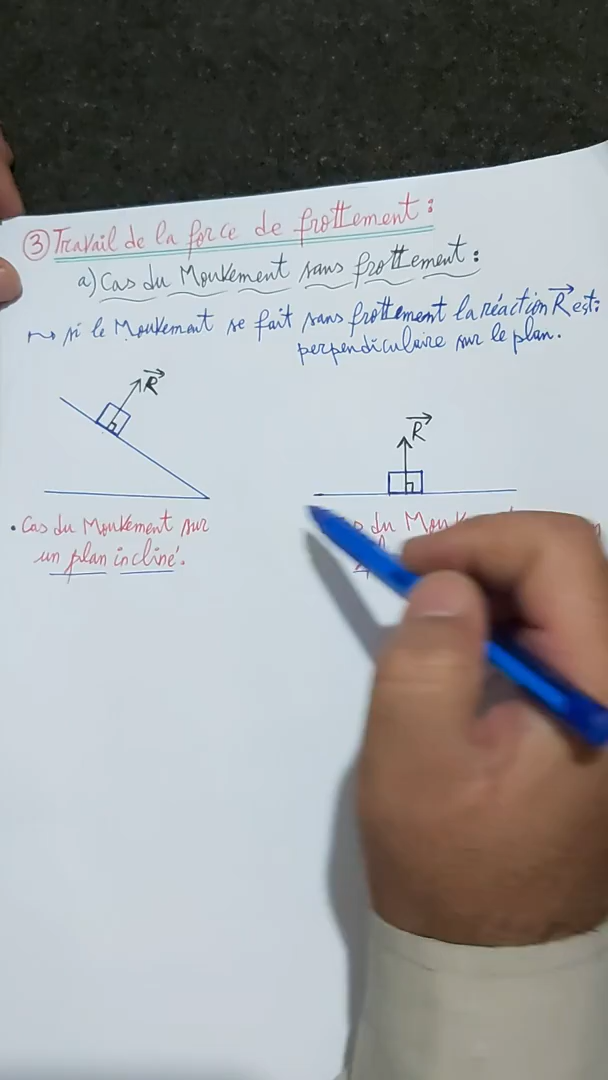 ③ Travail de la force de frottement :
a) Cas du Mouvement sans frottement :
si le Mouvement se fait sans frottement la réaction R est:
perpendiculaire sur le plan.
R
R
• Cas du Mouvement sur
un plan incliné.
du